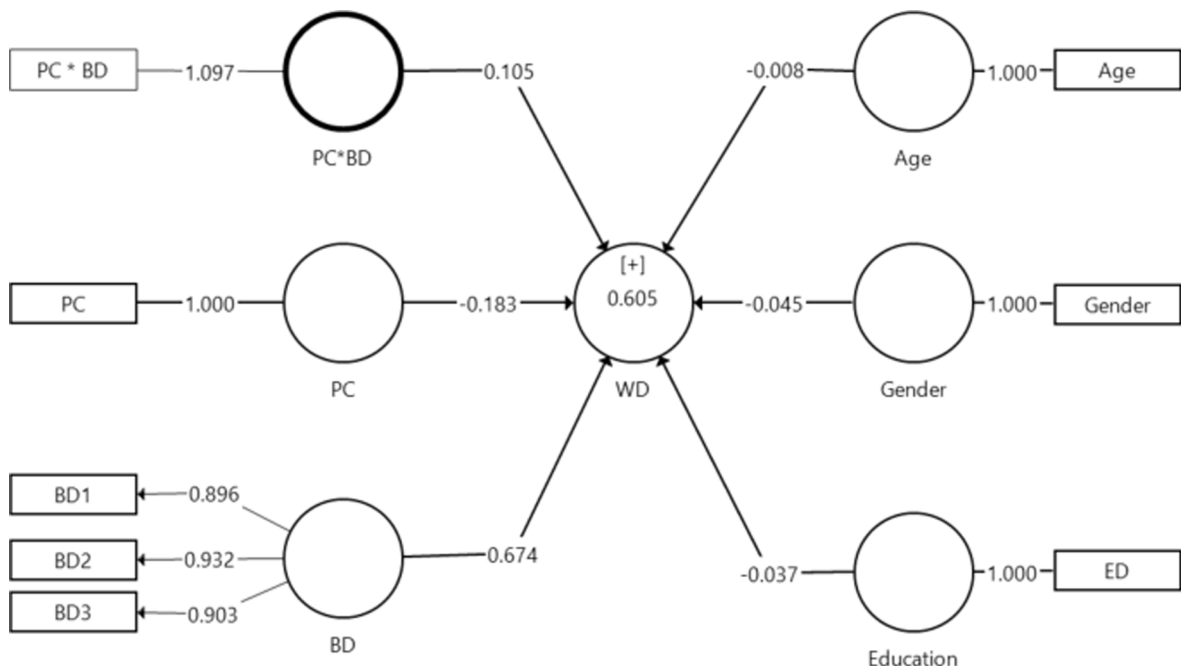 PC * BD
1.097
0.105
PC*BD
-0.008
1.000
Age
Age
PC
1.000
-0.183
PC
[+]
0.605
WD
-0.045
1.000
Gender
Gender
BD1
0.896
BD2
0.932
BD3
0.903
0.674
BD
-0.037
1.000
ED
Education